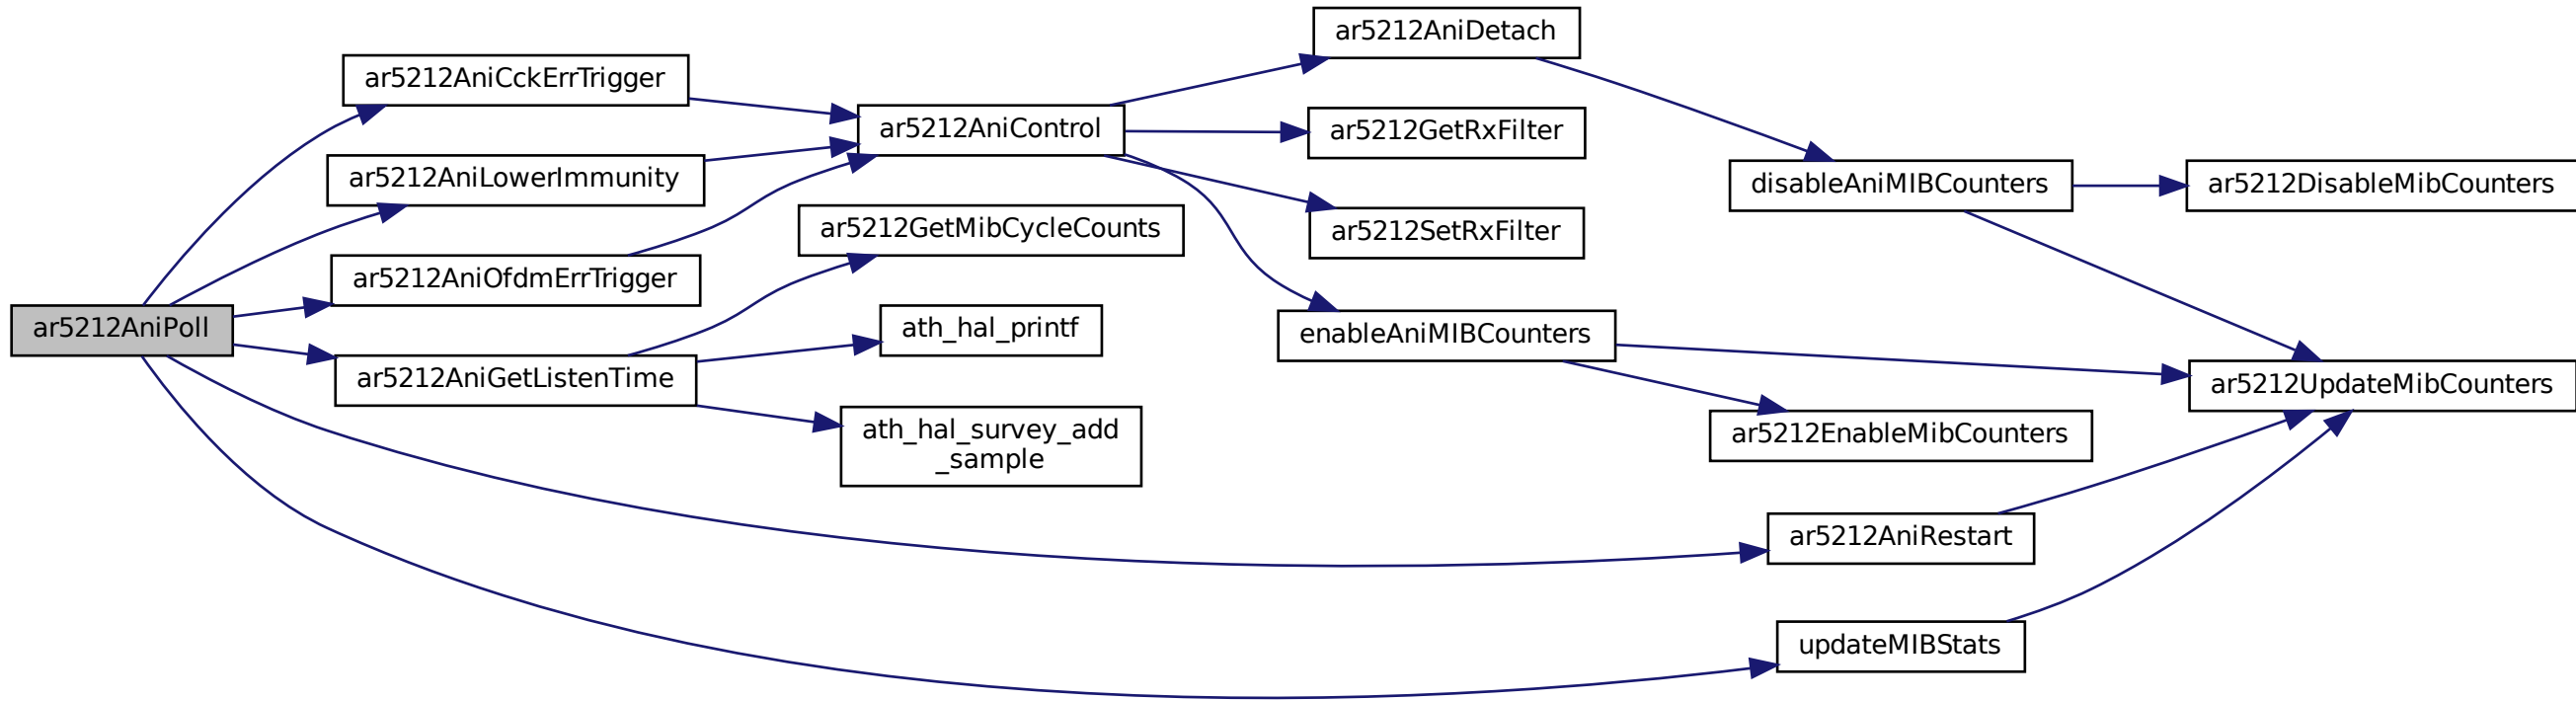 ar5212AniPoll
ar5212AniCckErrTrigger
ar5212AniLowerImmunity
ar5212AniOfdmErrTrigger
ar5212AniGetListenTime
ar5212AniControl
ar5212GetMibCycleCounts
ath_hal_printf
ath_hal_survey_add
_sample
ar5212AniDetach
ar5212GetRxFilter
ar5212SetRxFilter
enableAniMIBCounters
disableAniMIBCounters
ar5212EnableMibCounters
ar5212AniRestart
updateMIBStats
ar5212DisableMibCounters
ar5212UpdateMibCounters